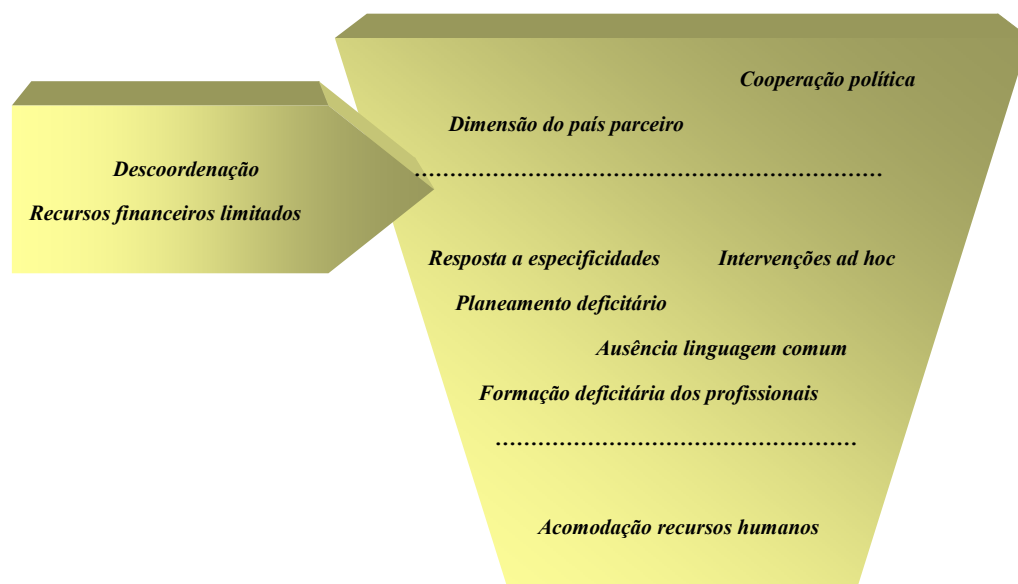 Descoordenação
Recursos financeiros limitados
Cooperação política
Dimensão do país parceiro
Resposta a especificidades
Intervenções ad hoc
Planeamento deficitário
Ausência linguagem comum
Formação deficitária dos profissionais
Acomodação recursos humanos